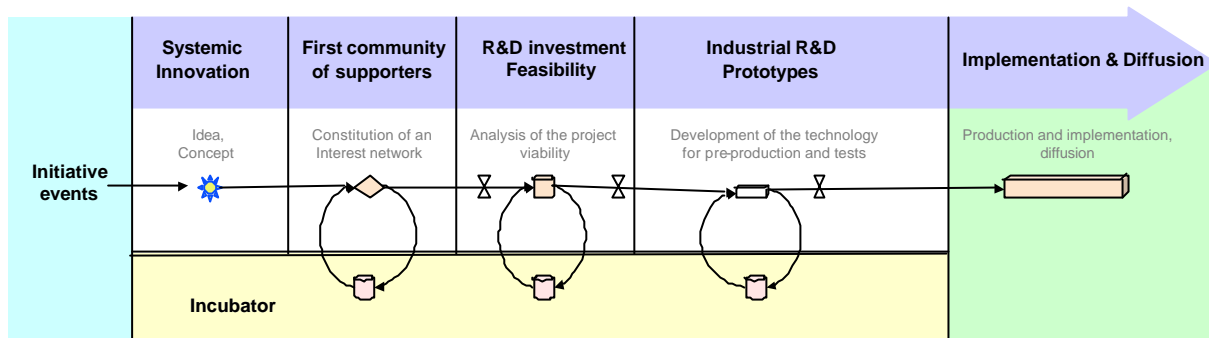 Systemic
Innovation
First community
of supporters
R&D investment
Feasibility
Industrial R&D
Prototypes
Implementation & Diffusion
Idea,
Concept
Constitution of an
Interest network
Analysis of the project
viability
Development of the technology
for pre-production and tests
Production and implementation,
diffusion
Initiative
events
Incubator